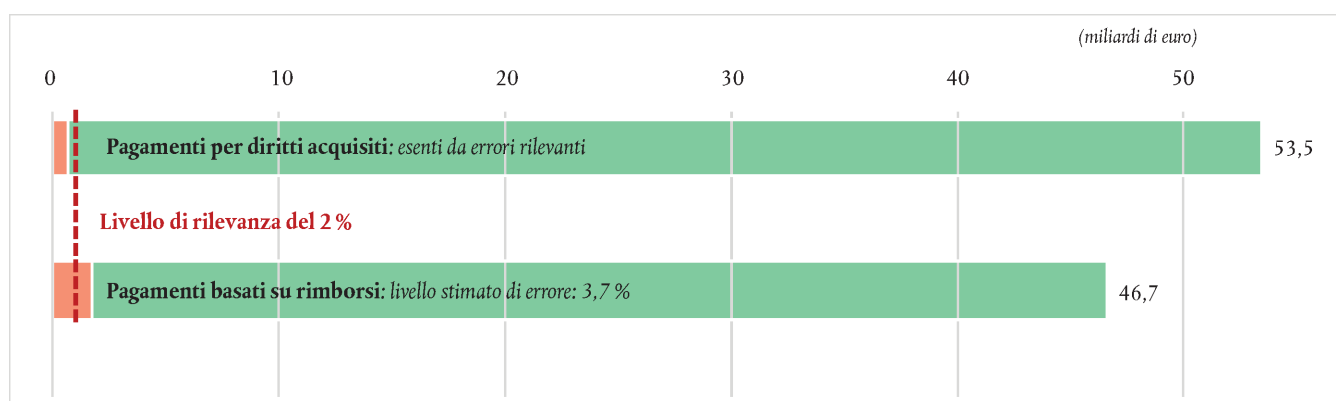 (miliardi di euro)
0 10 20 30 40 50
Pagamenti per diritti acquisiti: esenti da errori rilevanti 53,5
Livello di rilevanza del 2 %
Pagamenti basati su rimborsi: livello stimato di errore: 3,7 % 46,7